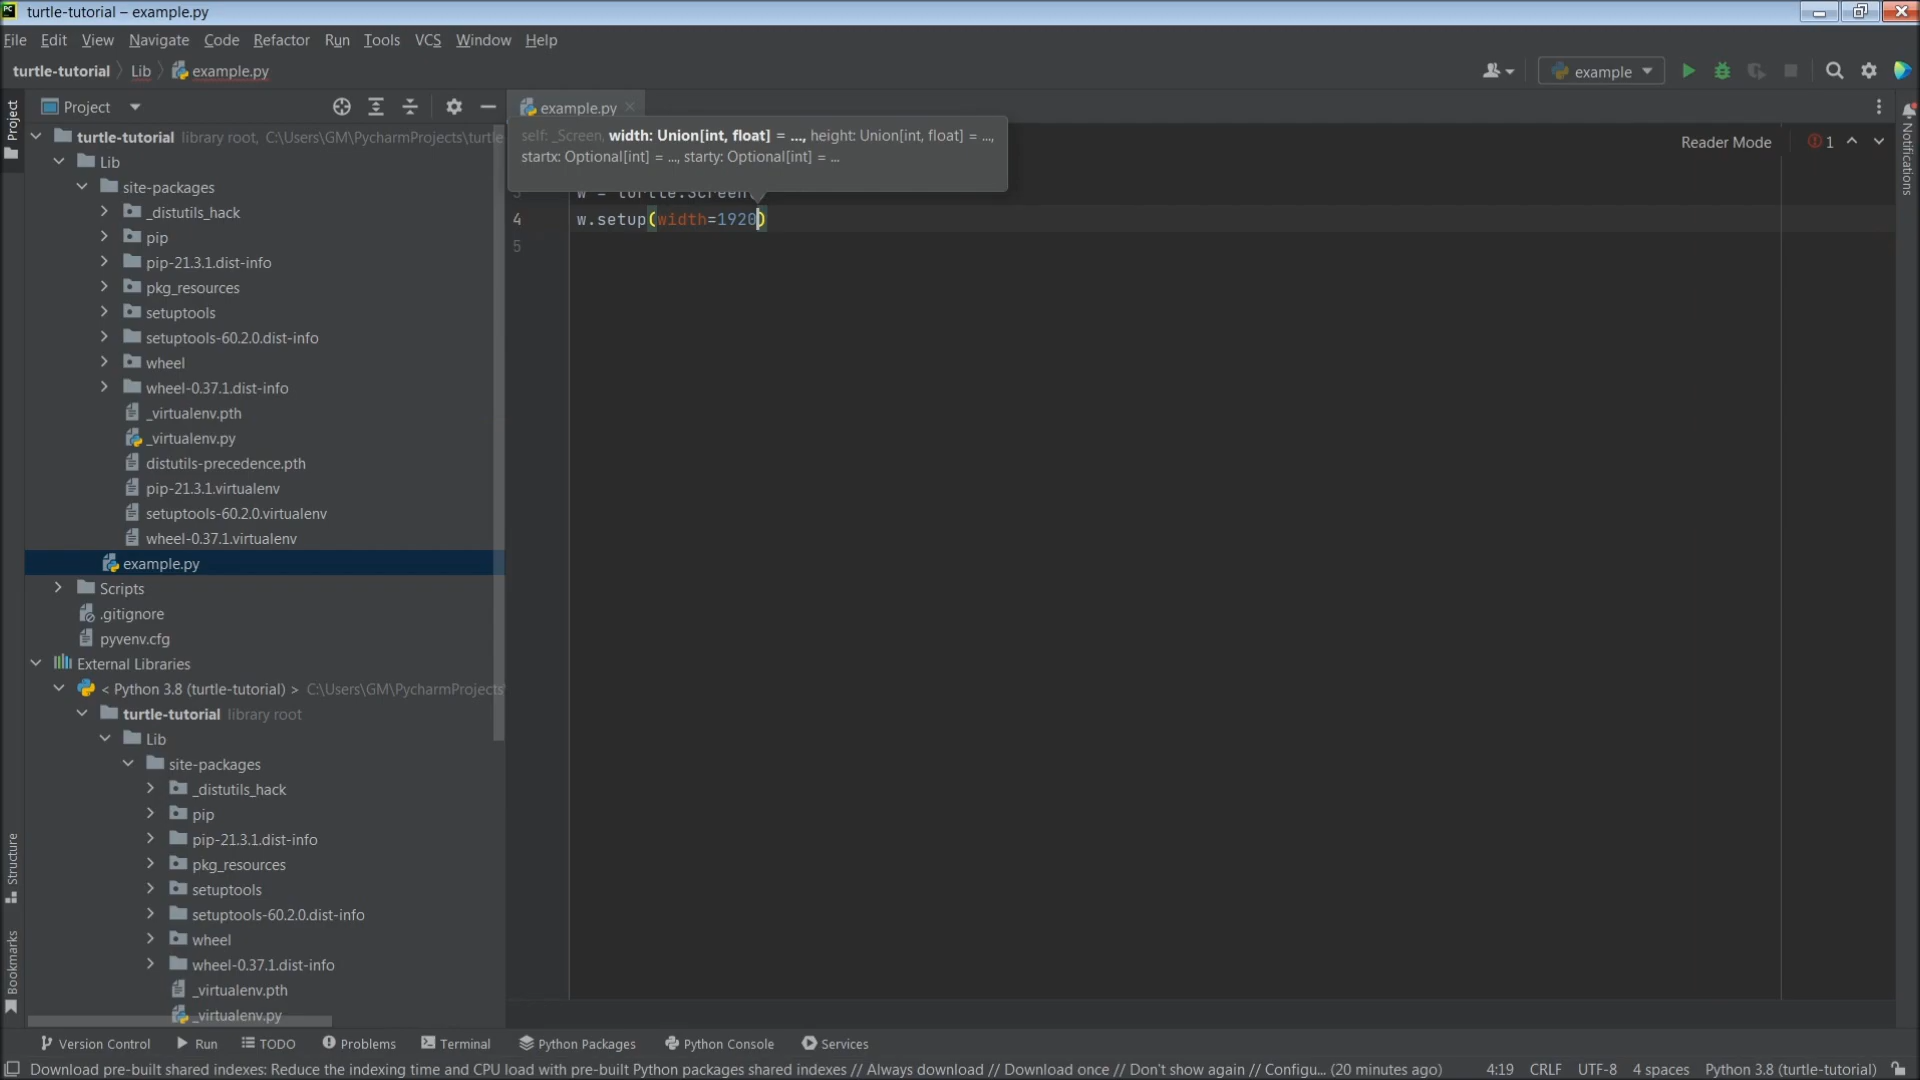 turtle-tutorial – example.py
File Edit View Navigate Code Refactor Run Tools VCS Window Help
turtle-tutorial Lib example.py
example
Project
example.py
Project
turtle-tutorial library root, C:\Users\GM\PycharmProjects\turtle
Lib
site-packages
_distutils_hack
pip
pip-21.3.1.dist-info
pkg_resources
setuptools
setuptools-60.2.0.dist-info
wheel
wheel-0.37.1.dist-info
_virtualenv.pth
_virtualenv.py
distutils-precedence.pth
pip-21.3.1.virtualenv
setuptools-60.2.0.virtualenv
wheel-0.37.1.virtualenv
example.py
Scripts
.gitignore
pyvenv.cfg
External Libraries
< Python 3.8 (turtle-tutorial) > C:\Users\GM\PycharmProjects
turtle-tutorial library root
Lib
site-packages
_distutils_hack
pip
pip-21.3.1.dist-info
pkg_resources
setuptools
setuptools-60.2.0.dist-info
wheel
wheel-0.37.1.dist-info
_virtualenv.pth
_virtualenv.py
self: _Screen, width: Union[int, float] = ..., height: Union[int, float] = ...,
startx: Optional[int] = ..., starty: Optional[int] = ...
Reader Mode
1
4 w.setup(width=1920)
5
Notifications
Structure
Bookmarks
Version Control Run TODO Problems Terminal Python Packages Python Console Services
Download pre-built shared indexes: Reduce the indexing time and CPU load with pre-built Python packages shared indexes // Always download // Download once // Don't show again // Configu... (20 minutes ago) 4:19 CRLF UTF-8 4 spaces Python 3.8 (turtle-tutorial)